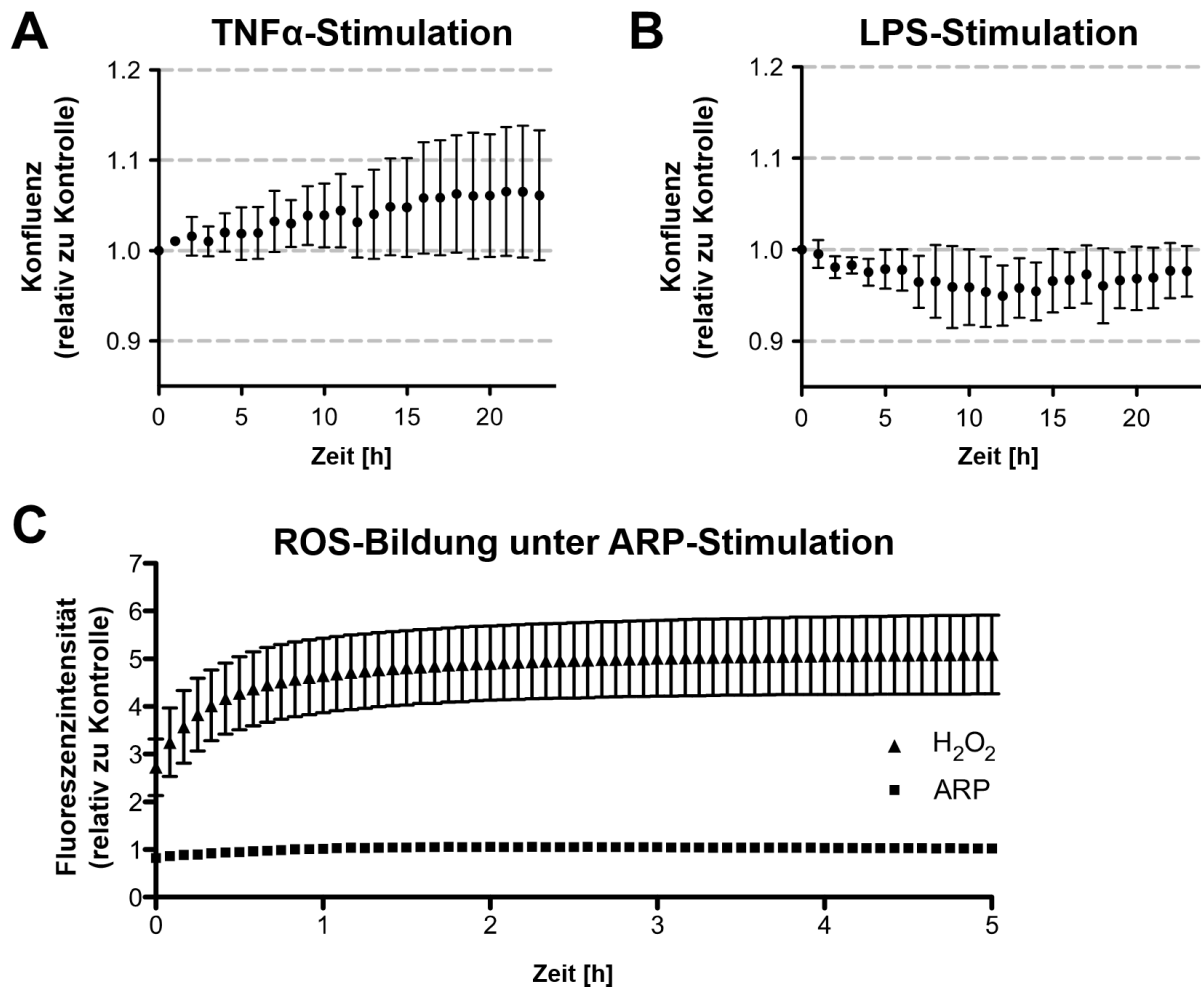 A
TNFα-Stimulation
Konfluenz
(relativ zu Kontrolle)
1.2
1.1
1.0
0.9
0
5
10
15
20
Zeit [h]
B
LPS-Stimulation
Konfluenz
(relativ zu Kontrolle)
1.2
1.1
1.0
0.9
0
5
10
15
20
Zeit [h]
C
ROS-Bildung unter ARP-Stimulation
Fluoreszenzintensität
(relativ zu Kontrolle)
7
6
5
4
3
2
1
0
H₂O₂
ARP
0
1
2
3
4
5
Zeit [h]